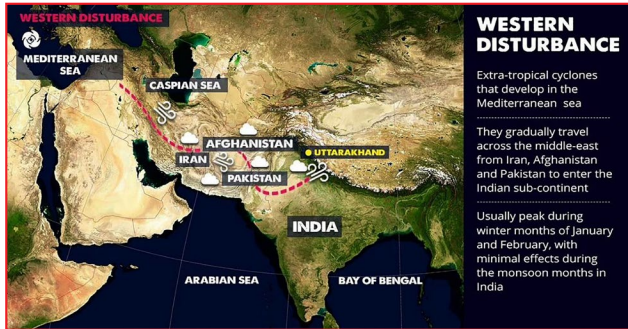 WESTERN DISTURBANCE
MEDITERRANEAN
SEA
CASPIAN SEA
AFGHANISTAN
UTTARAKHAND
IRAN
PAKISTAN
INDIA
ARABIAN SEA
BAY OF BENGAL
WESTERN
DISTURBANCE
Extra-tropical cyclones
that develop in the
Mediterranean sea
They gradually travel
across the middle-east
from Iran, Afghanistan
and Pakistan to enter the
Indian sub-continent
Usually peak during
winter months of January
and February, with
minimal effects during
the monsoon months in
India